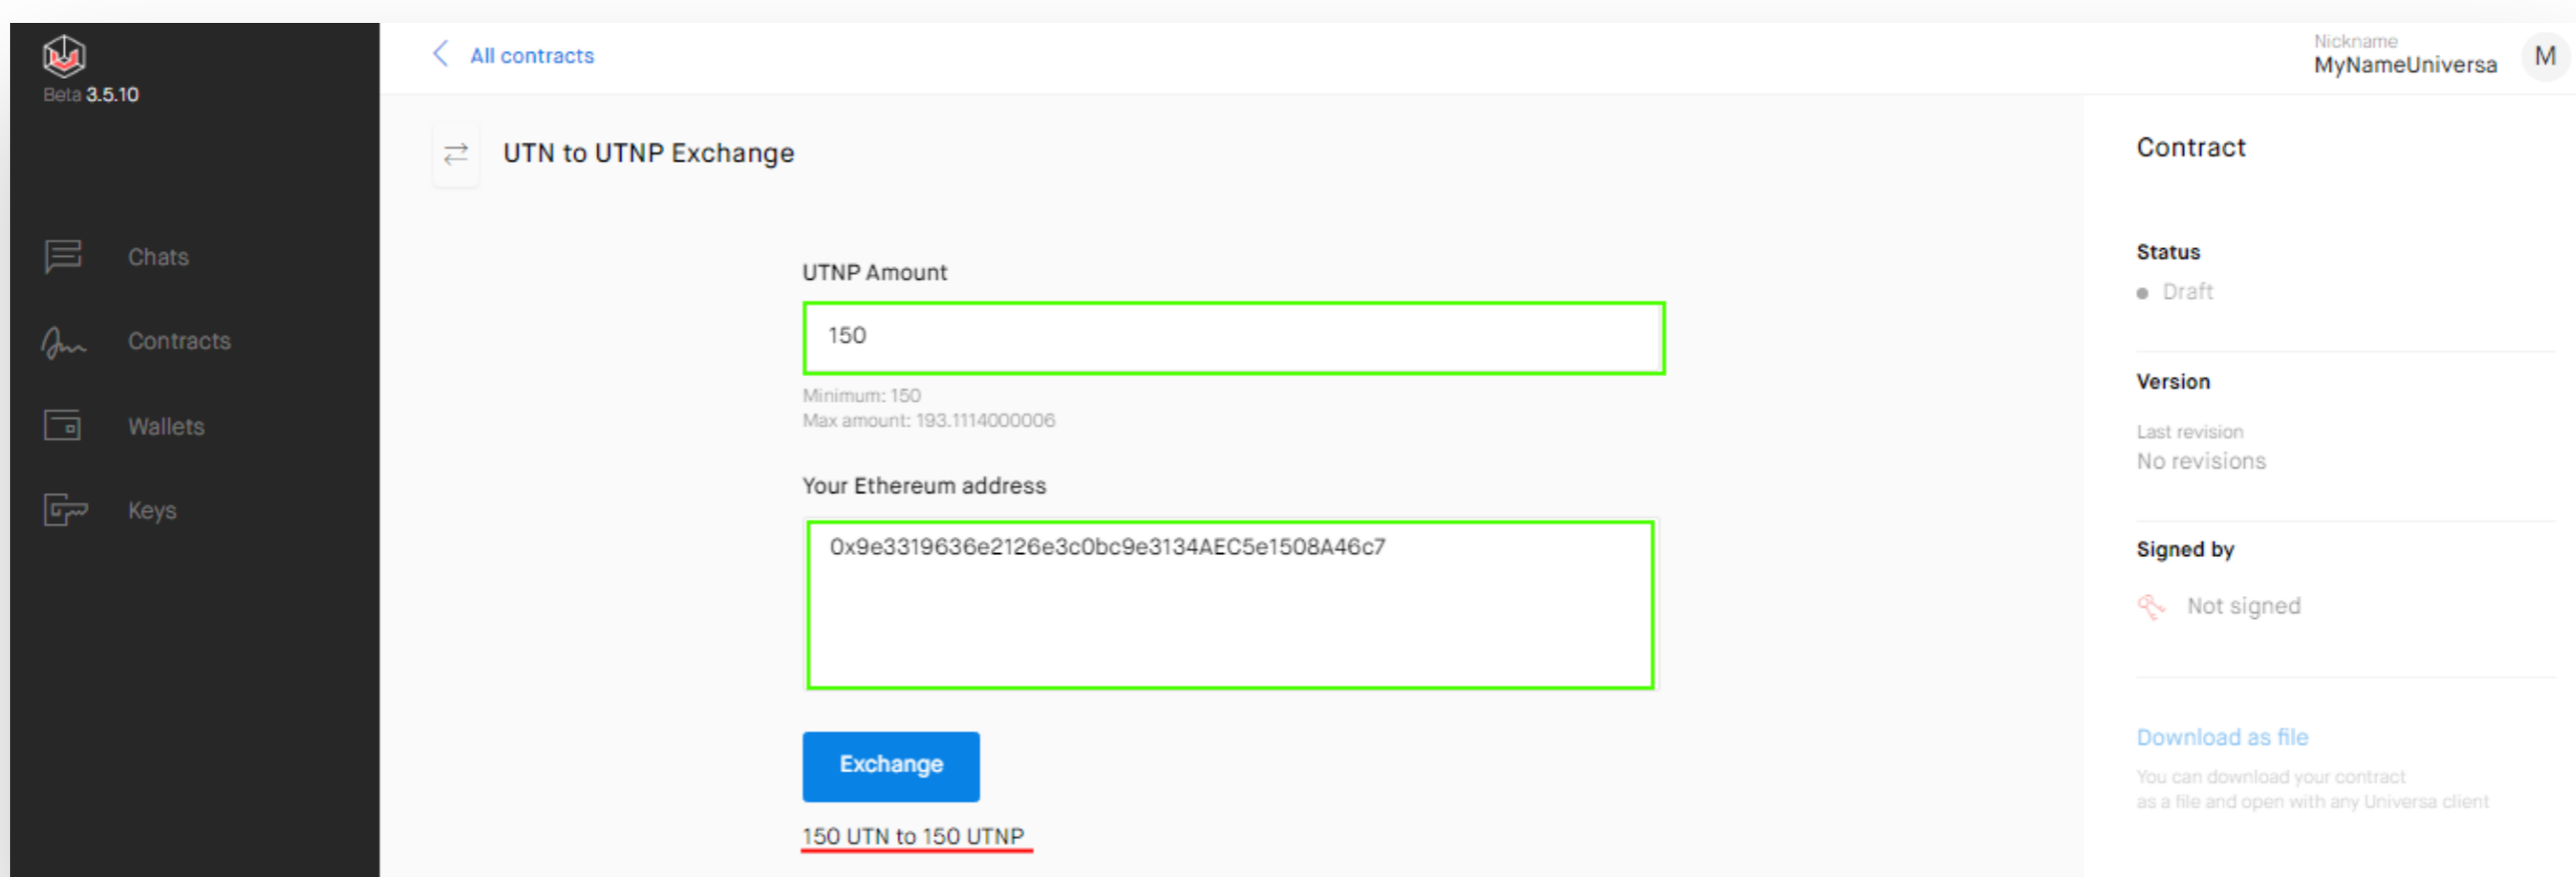 Beta 3.5.10
Chats
Contracts
Wallets
Keys
All contracts
Nickname
MyNameUniversa
M
UTN to UTNP Exchange
UTNP Amount
150
Minimum: 150
Max amount: 193.1114000006
Your Ethereum address
0x9e3319636e2126e3c0bc9e3134AEC5e1508A46c7
Exchange
150 UTN to 150 UTNP
Contract
Status
Draft
Version
Last revision
No revisions
Signed by
Not signed
Download as file
You can download your contract
as a file and open with any Universa client